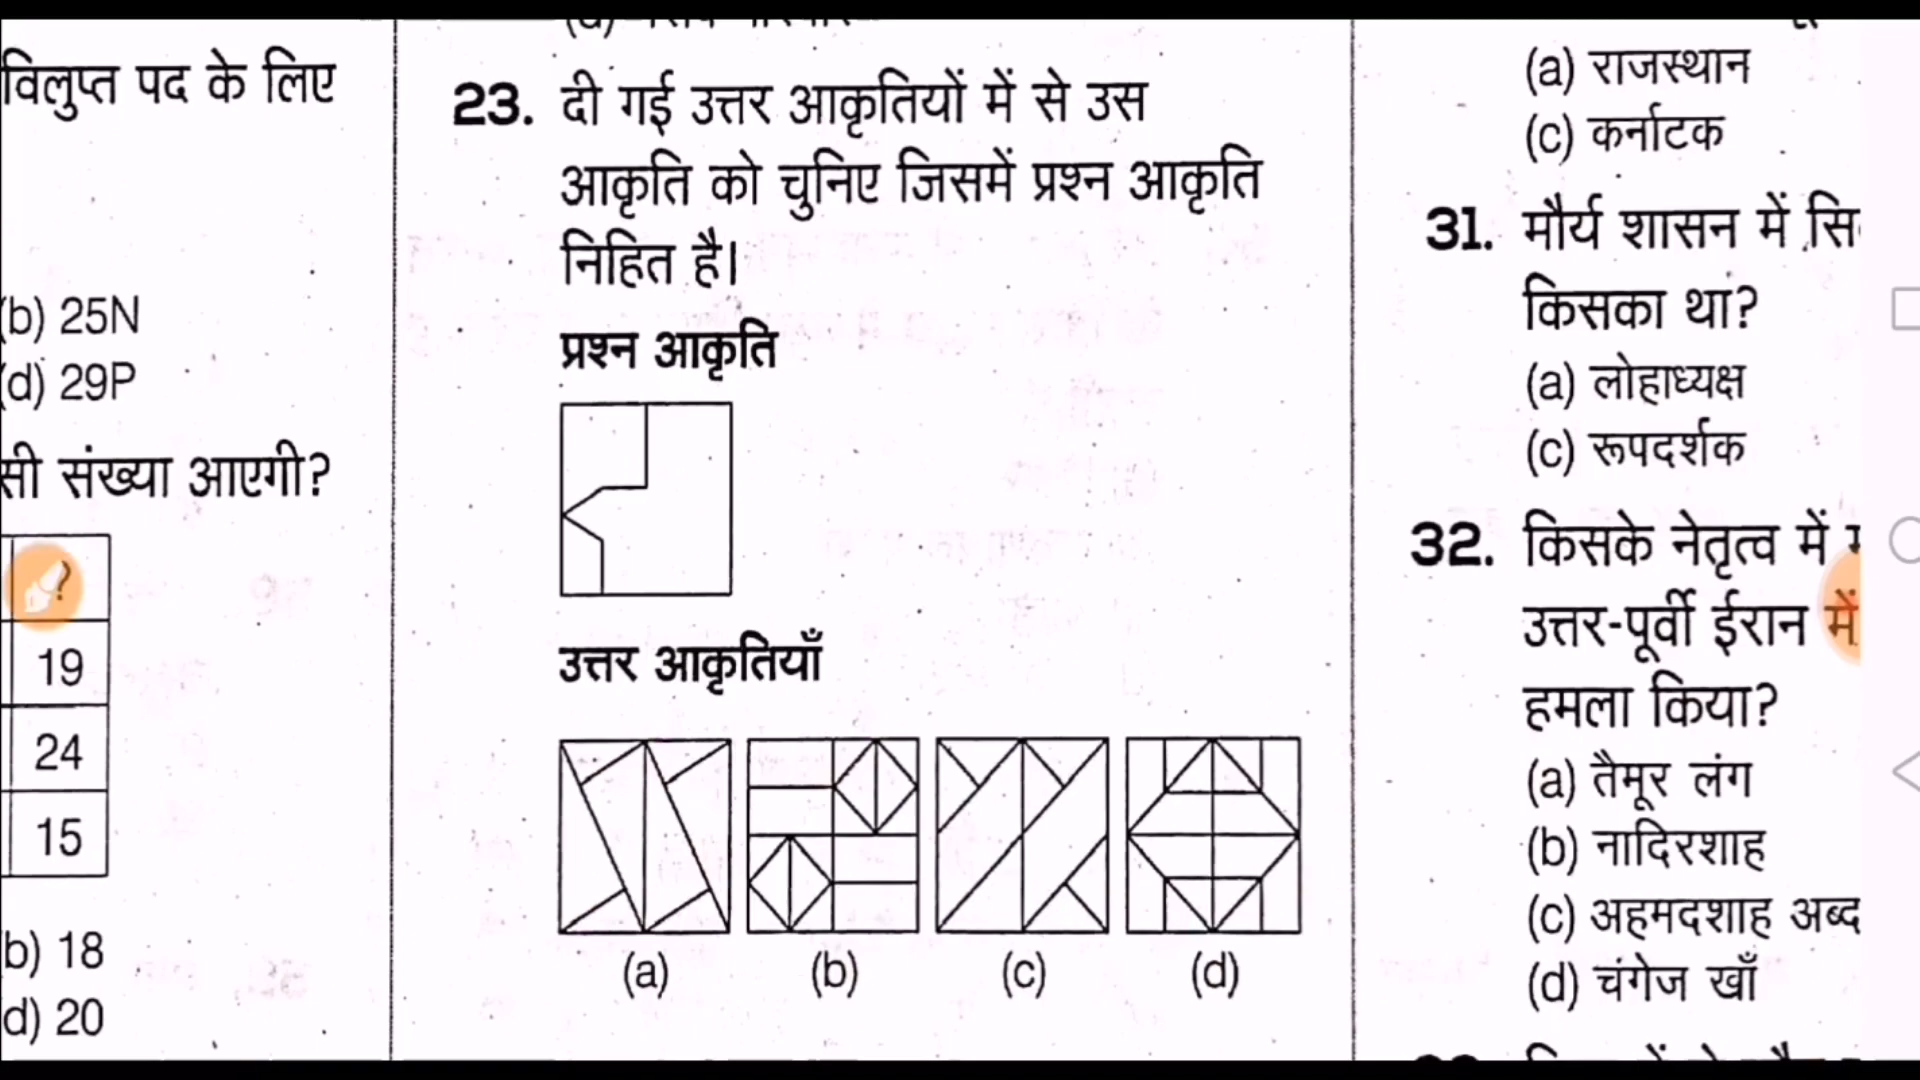 विलुप्त पद के लिए
(b) 25N
(d) 29P
सी संख्या आएगी?
?
19
24
15
b) 18
d) 20
23. दी गई उत्तर आकृतियों में से उस
आकृति को चुनिए जिसमें प्रश्न आकृति
निहित है।
प्रश्न आकृति
उत्तर आकृतियाँ
(a) (b) (c) (d)
(a) राजस्थान
(c) कर्नाटक
31. मौर्य शासन में
किसका था?
(a) लोहाध्यक्ष
(c) रूपदर्शक
32. किसके नेतृत्व में
उत्तर-पूर्वी ईरान में
हमला किया?
(a) तैमूर लंग
(b) नादिरशाह
(c) अहमदशाह अब्द
(d) चंगेज खाँ